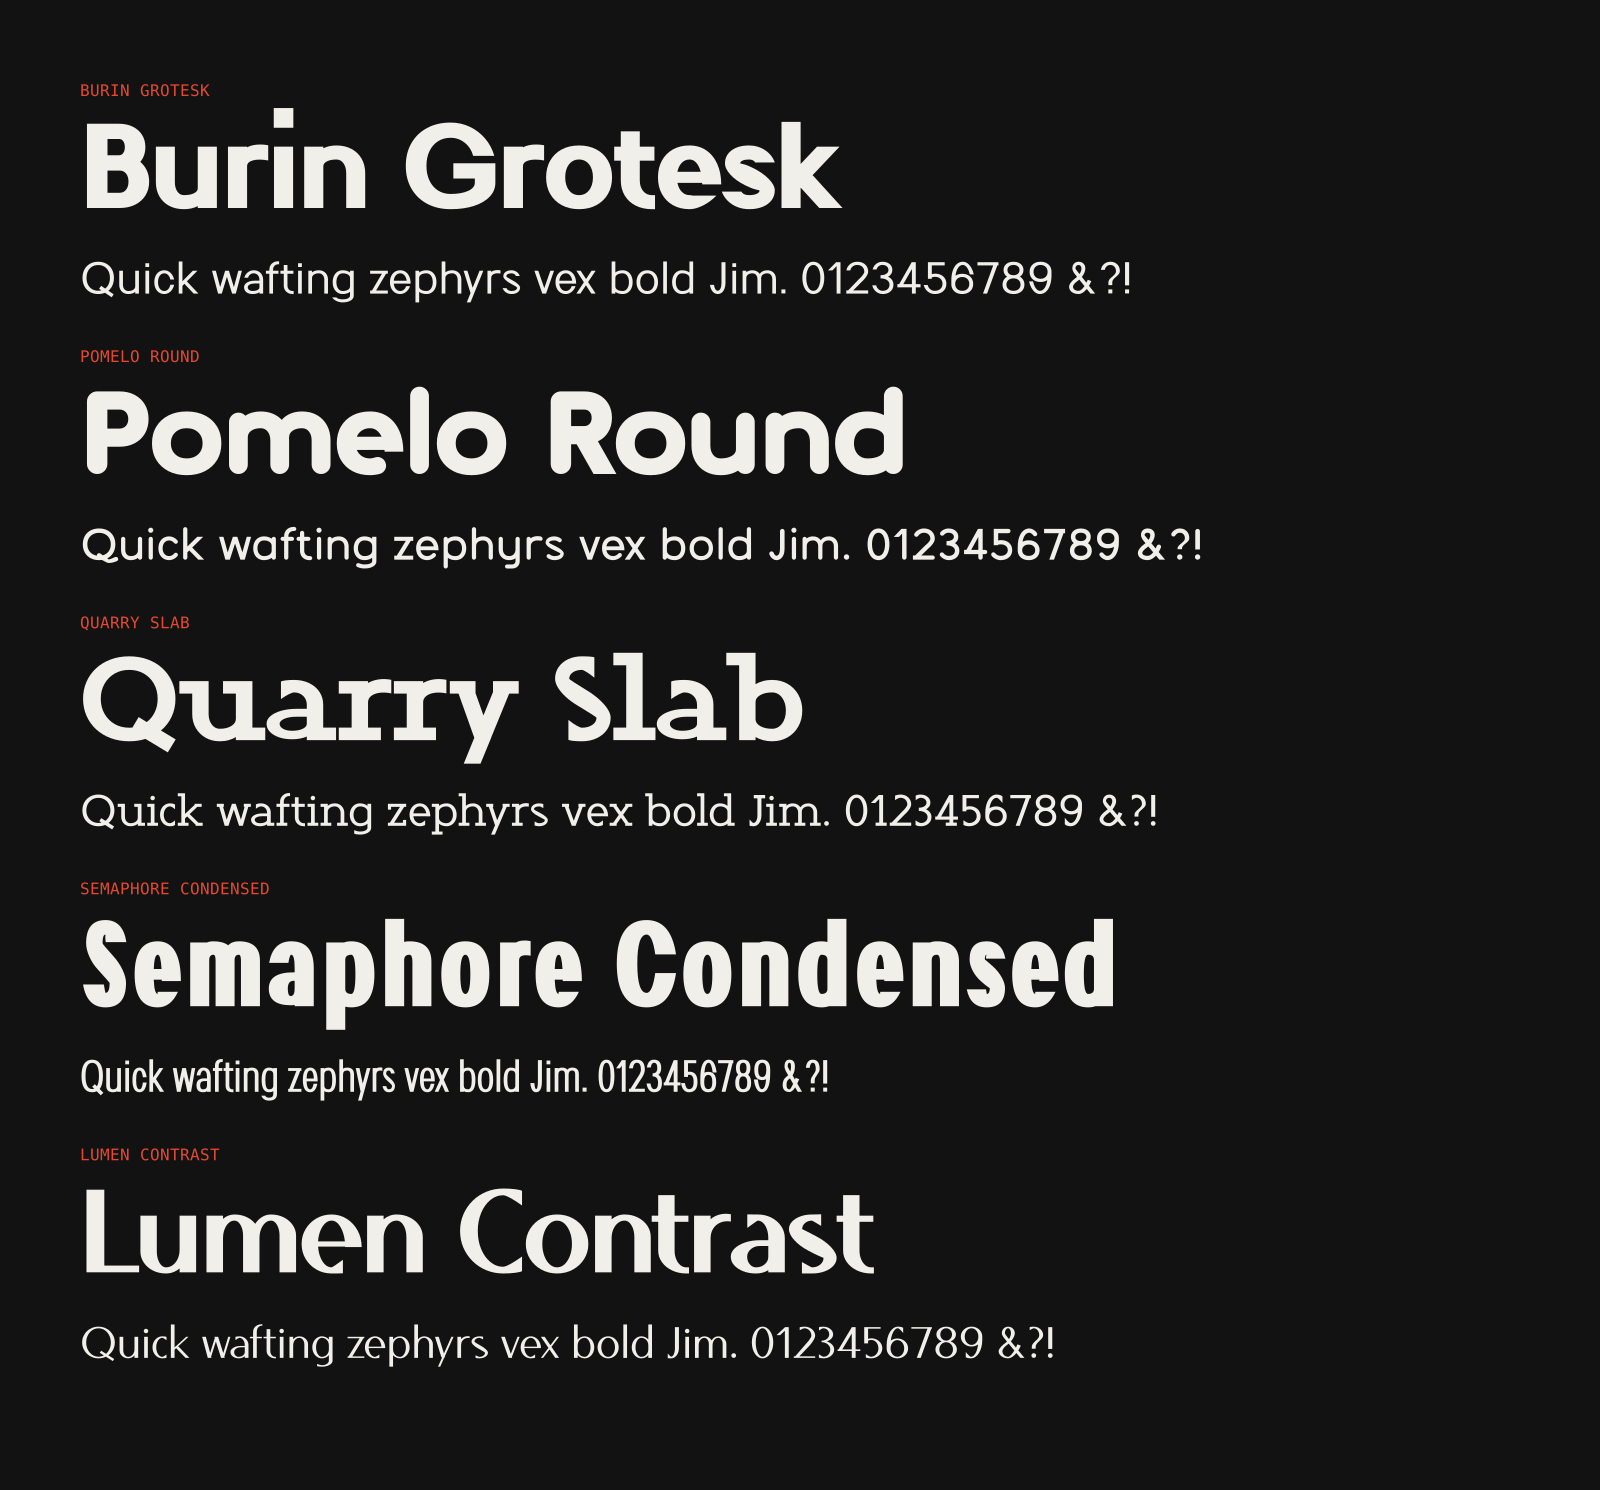 BURIN GROTESK
Burin Grotesk
Quick wafting zephyrs vex bold Jim. 0123456789 &?!
POMELO ROUND
Pomelo Round
Quick wafting zephyrs vex bold Jim. 0123456789 &?!
QUARRY SLAB
Quarry Slab
Quick wafting zephyrs vex bold Jim. 0123456789 &?!
SEMAPHORE CONDENSED
Semaphore Condensed
Quick wafting zephyrs vex bold Jim. 0123456789 &?!
LUMEN CONTRAST
Lumen Contrast
Quick wafting zephyrs vex bold Jim. 0123456789 &?!